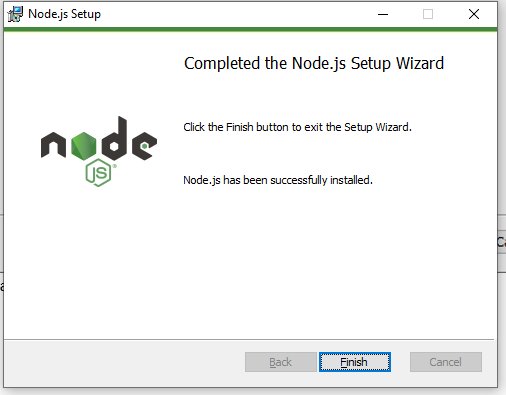 Node.js Setup
Completed the Node.js Setup Wizard
node
JS
Click the Finish button to exit the Setup Wizard.
Node.js has been successfully installed.
Back
Finish
Cancel